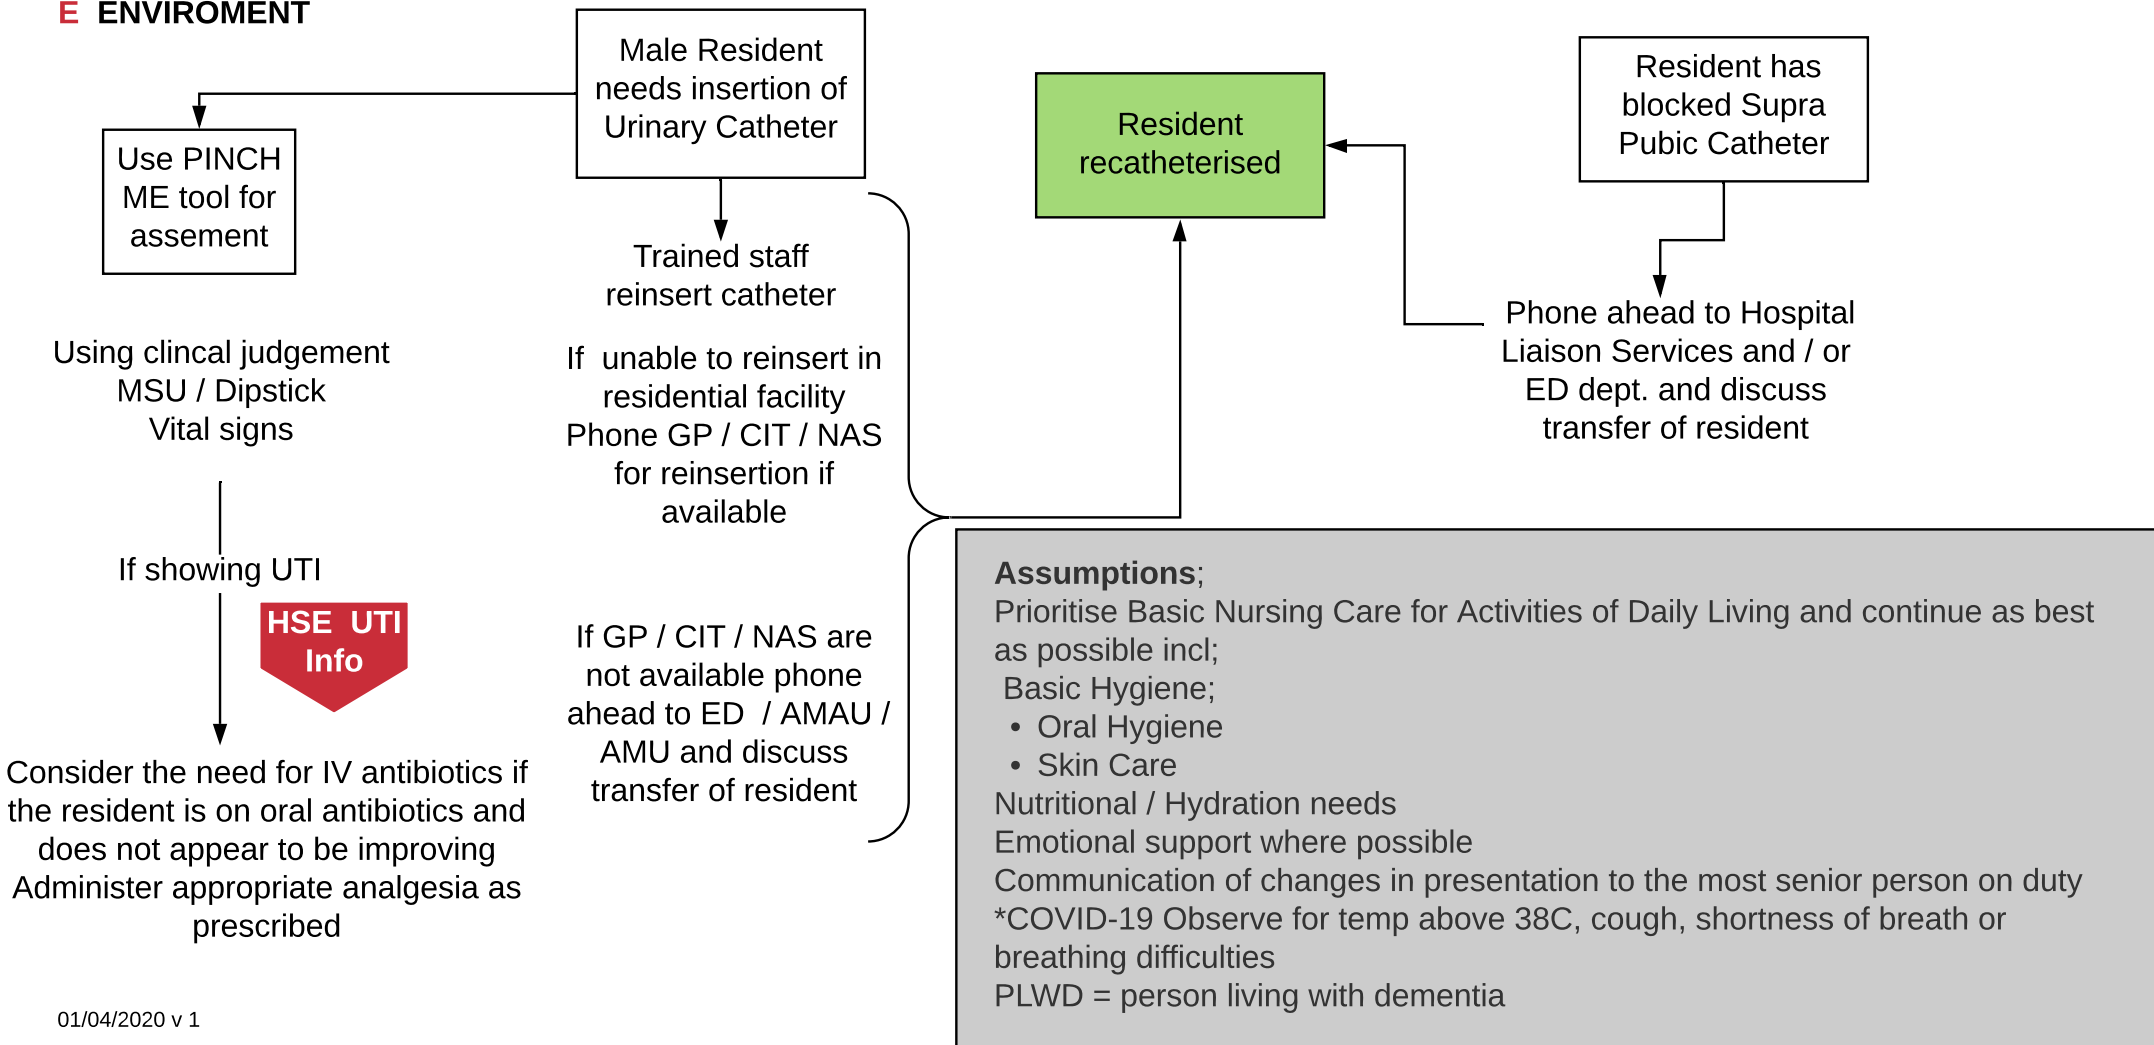 E ENVIROMENT
Male Resident
needs insertion of
Urinary Catheter
Resident
recatheterised
Resident has
blocked Supra
Pubic Catheter
Use PINCH
ME tool for
assement
Trained staff
reinsert catheter
Using clincal judgement
MSU / Dipstick
Vital signs
If unable to reinsert in
residential facility
Phone GP / CIT / NAS
for reinsertion if
available
Phone ahead to Hospital
Liaison Services and / or
ED dept. and discuss
transfer of resident
If showing UTI
HSE UTI
Info
If GP / CIT / NAS are
not available phone
ahead to ED / AMAU /
AMU and discuss
transfer of resident
Consider the need for IV antibiotics if
the resident is on oral antibiotics and
does not appear to be improving
Administer appropriate analgesia as
prescribed
Assumptions;
Prioritise Basic Nursing Care for Activities of Daily Living and continue as best
as possible incl;
Basic Hygiene;
• Oral Hygiene
• Skin Care
Nutritional / Hydration needs
Emotional support where possible
Communication of changes in presentation to the most senior person on duty
*COVID-19 Observe for temp above 38C, cough, shortness of breath or
breathing difficulties
PLWD = person living with dementia
01/04/2020 v 1